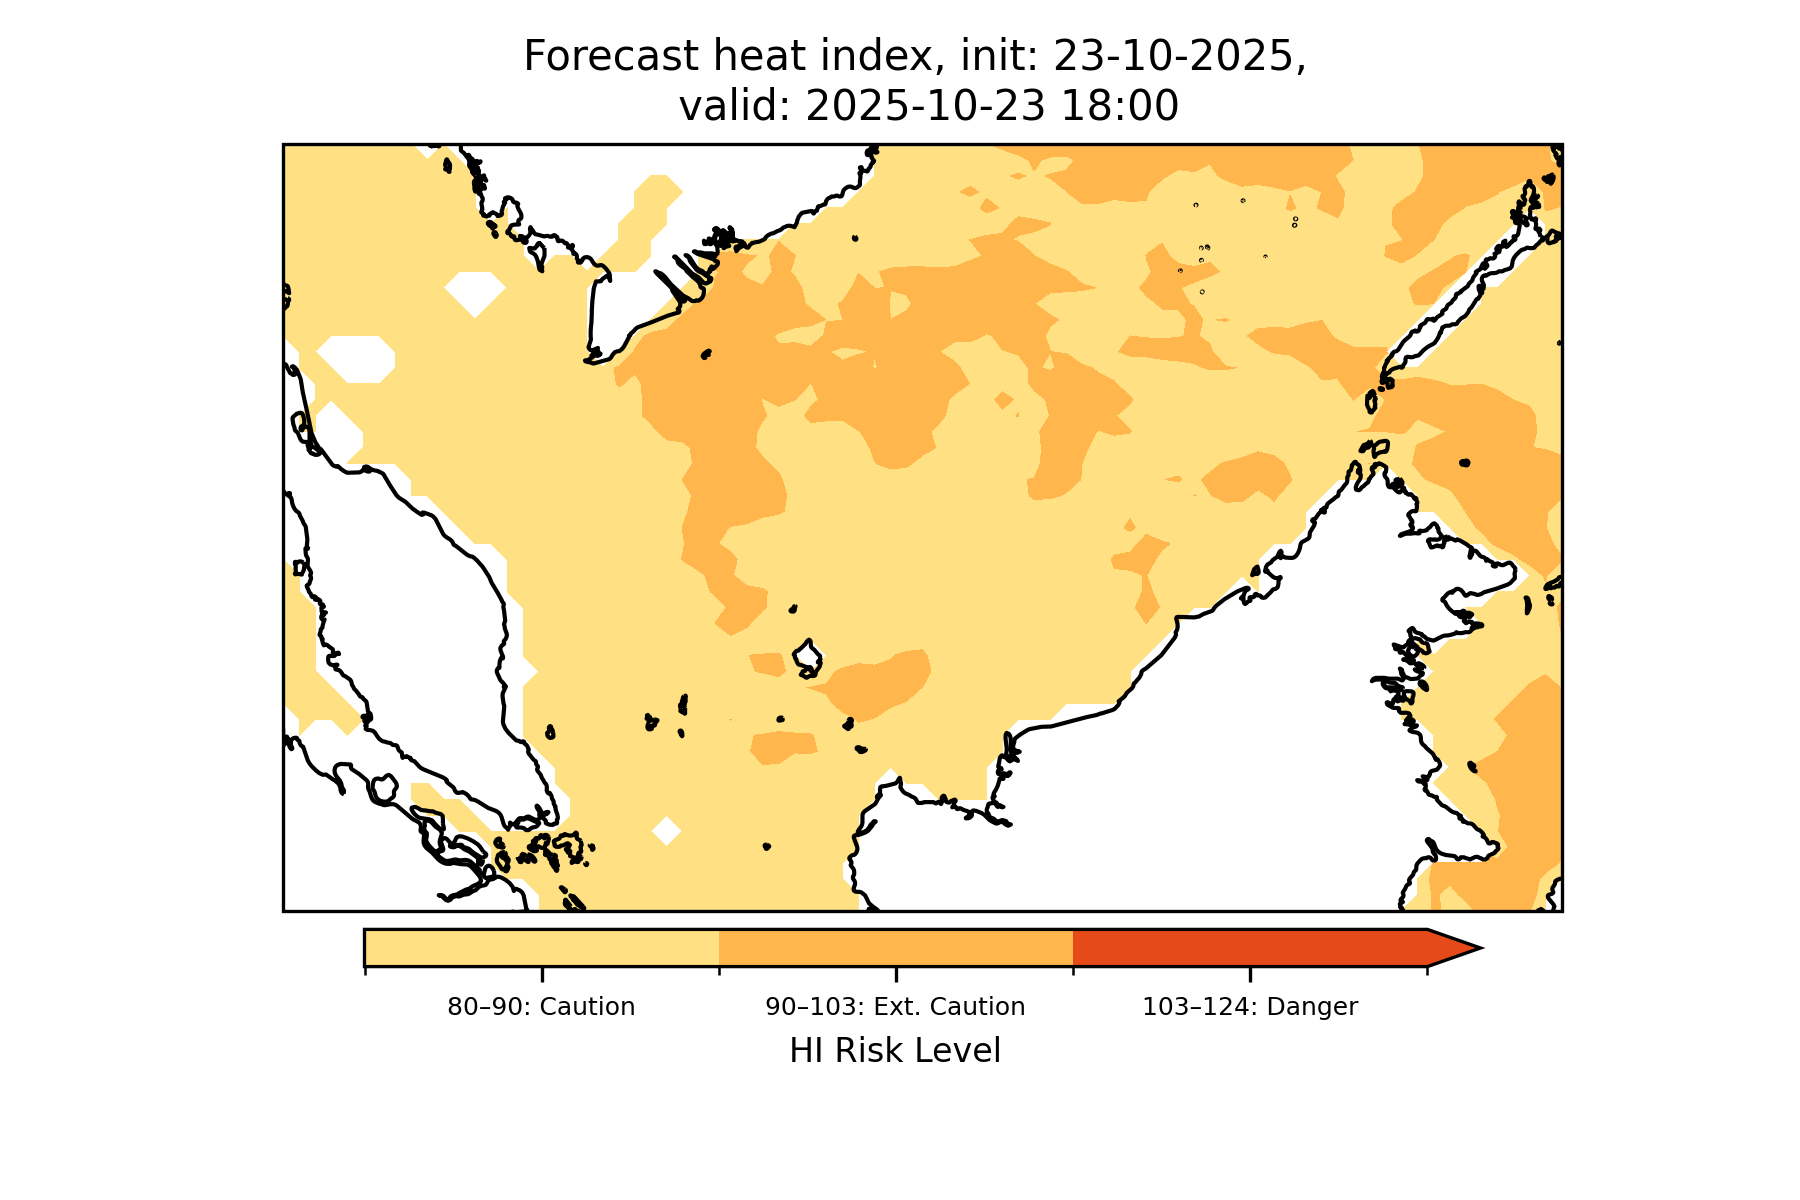 Forecast heat index, init: 23-10-2025,
valid: 2025-10-23 18:00
80–90: Caution
90–103: Ext. Caution
103–124: Danger
HI Risk Level